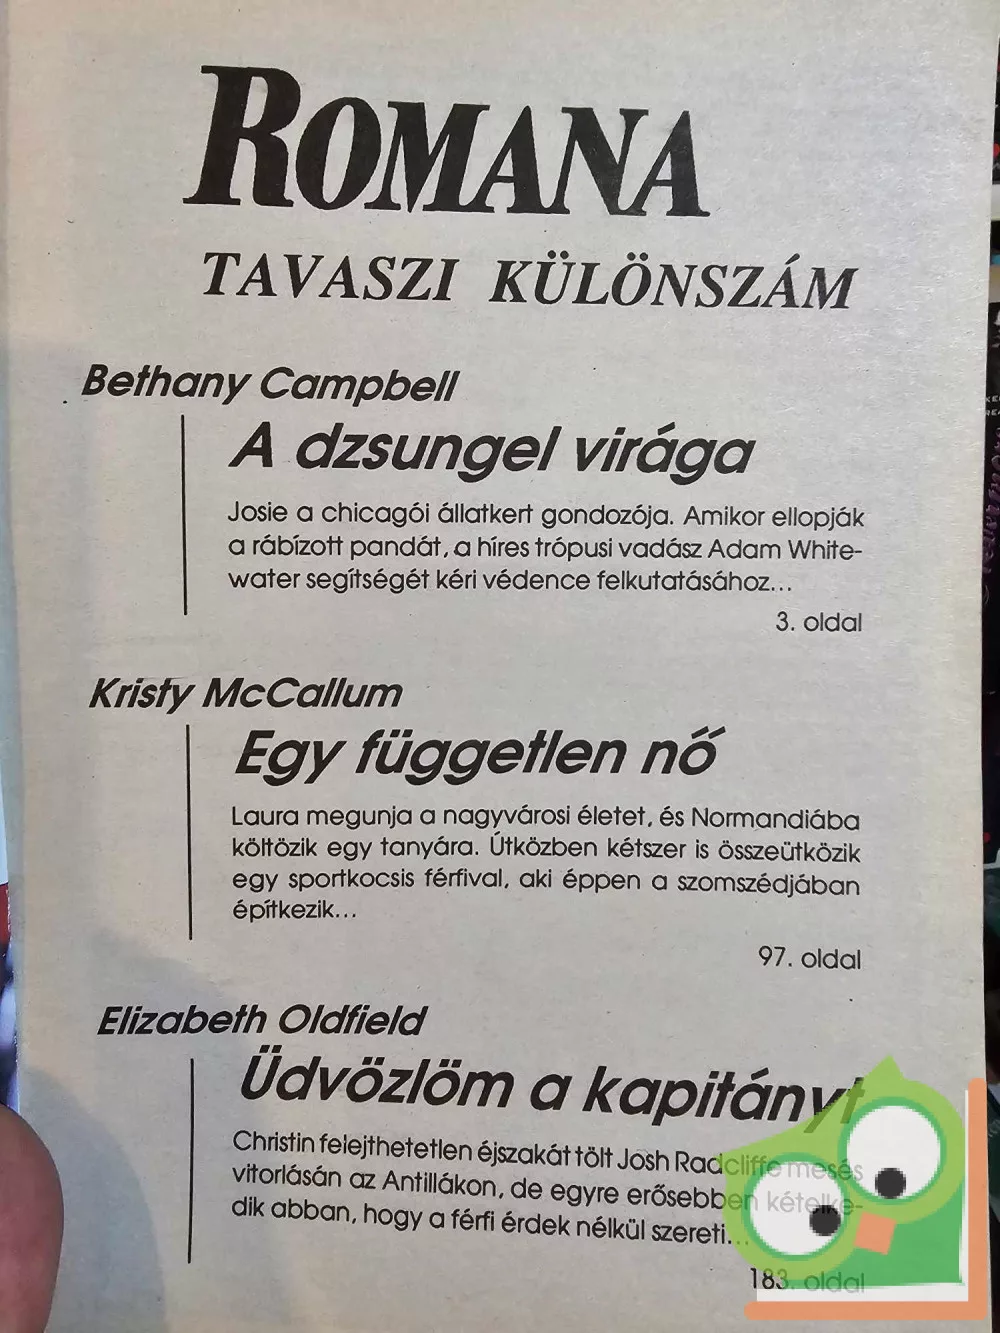 ROMANA
TAVASZI KÜLÖNSZÁM
Bethany Campbell
A dzsungel virága
Josie a chicagói állatkert gondozója. Amikor ellopják
a rábízott pandát, a híres trópusi vadász Adam White-
water segítségét kéri védence felkutatásához...
3. oldal
Kristy McCallum
Egy független nő
Laura megunja a nagyvárosi életet, és Normandiába
költözik egy tanyára. Útközben kétszer is összeütközik
egy sportkocsis férfival, aki éppen a szomszédjában
építkezik...
97. oldal
Elizabeth Oldfield
Üdvözlöm a kapitányt
Christin felejthetetlen éjszakát tölt Josh Radcliffe mesés
vitorlásán az Antillákon, de egyre erősebben kételke-
dik abban, hogy a férfi érdek nélkül szereti...
183. oldal